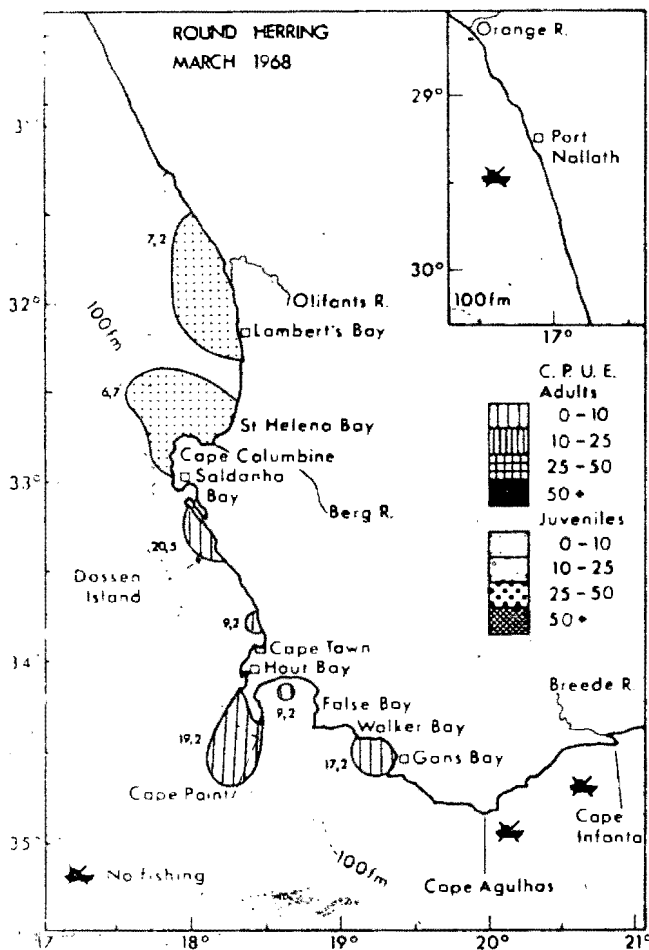 ROUND HERRING
MARCH 1968
Orange R.
29°
Port
Nallath
30°
100fm
17°
7,2
32°
Olifants R.
100fm
Lambert's Bay
6,7
St Helena Bay
Cape Columbine
Saldanha
Bay
33°
Berg R.
20,5
Dassen
Island
9,2
Cape Town
34°
Hout Bay
False Bay
9,2
Walker Bay
Gans Bay
19,2
17,2
Cape Point
Breede R.
Cape
Infanta
35°
100fm
No fishing
Cape Agulhas
17
18°
19°
20°
21°
C. P. U. E.
Adults
0-10
10-25
25-50
50+
Juveniles
0-10
10-25
25-50
50+